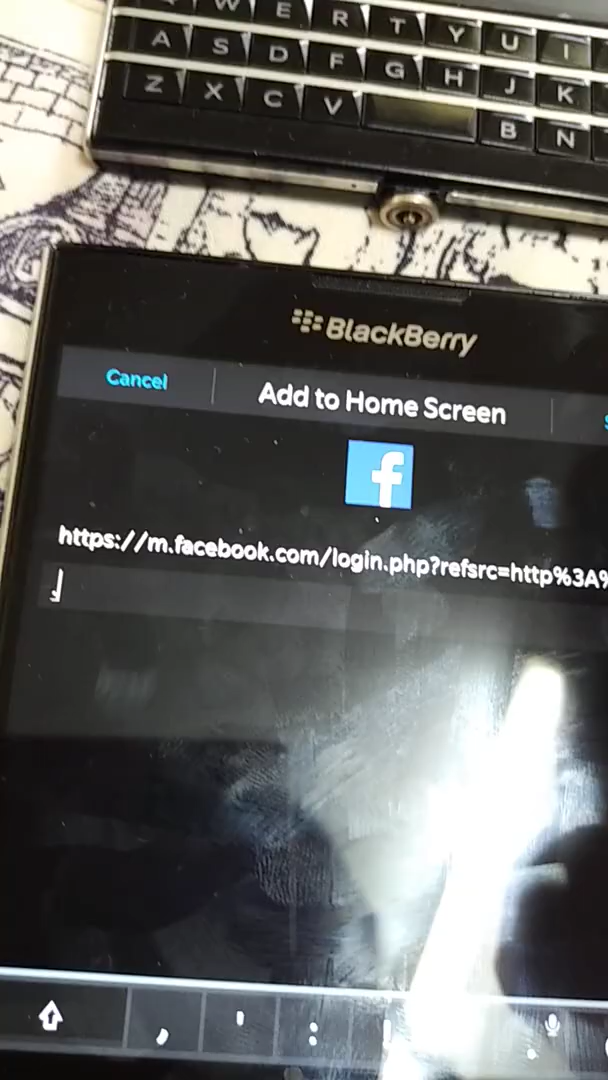 W E R T Y U I
A S D F G H J K
Z X C V B N
BlackBerry
Cancel Add to Home Screen
https://m.facebook.com/login.php?refsrc=http%3A%
, ' : ! .